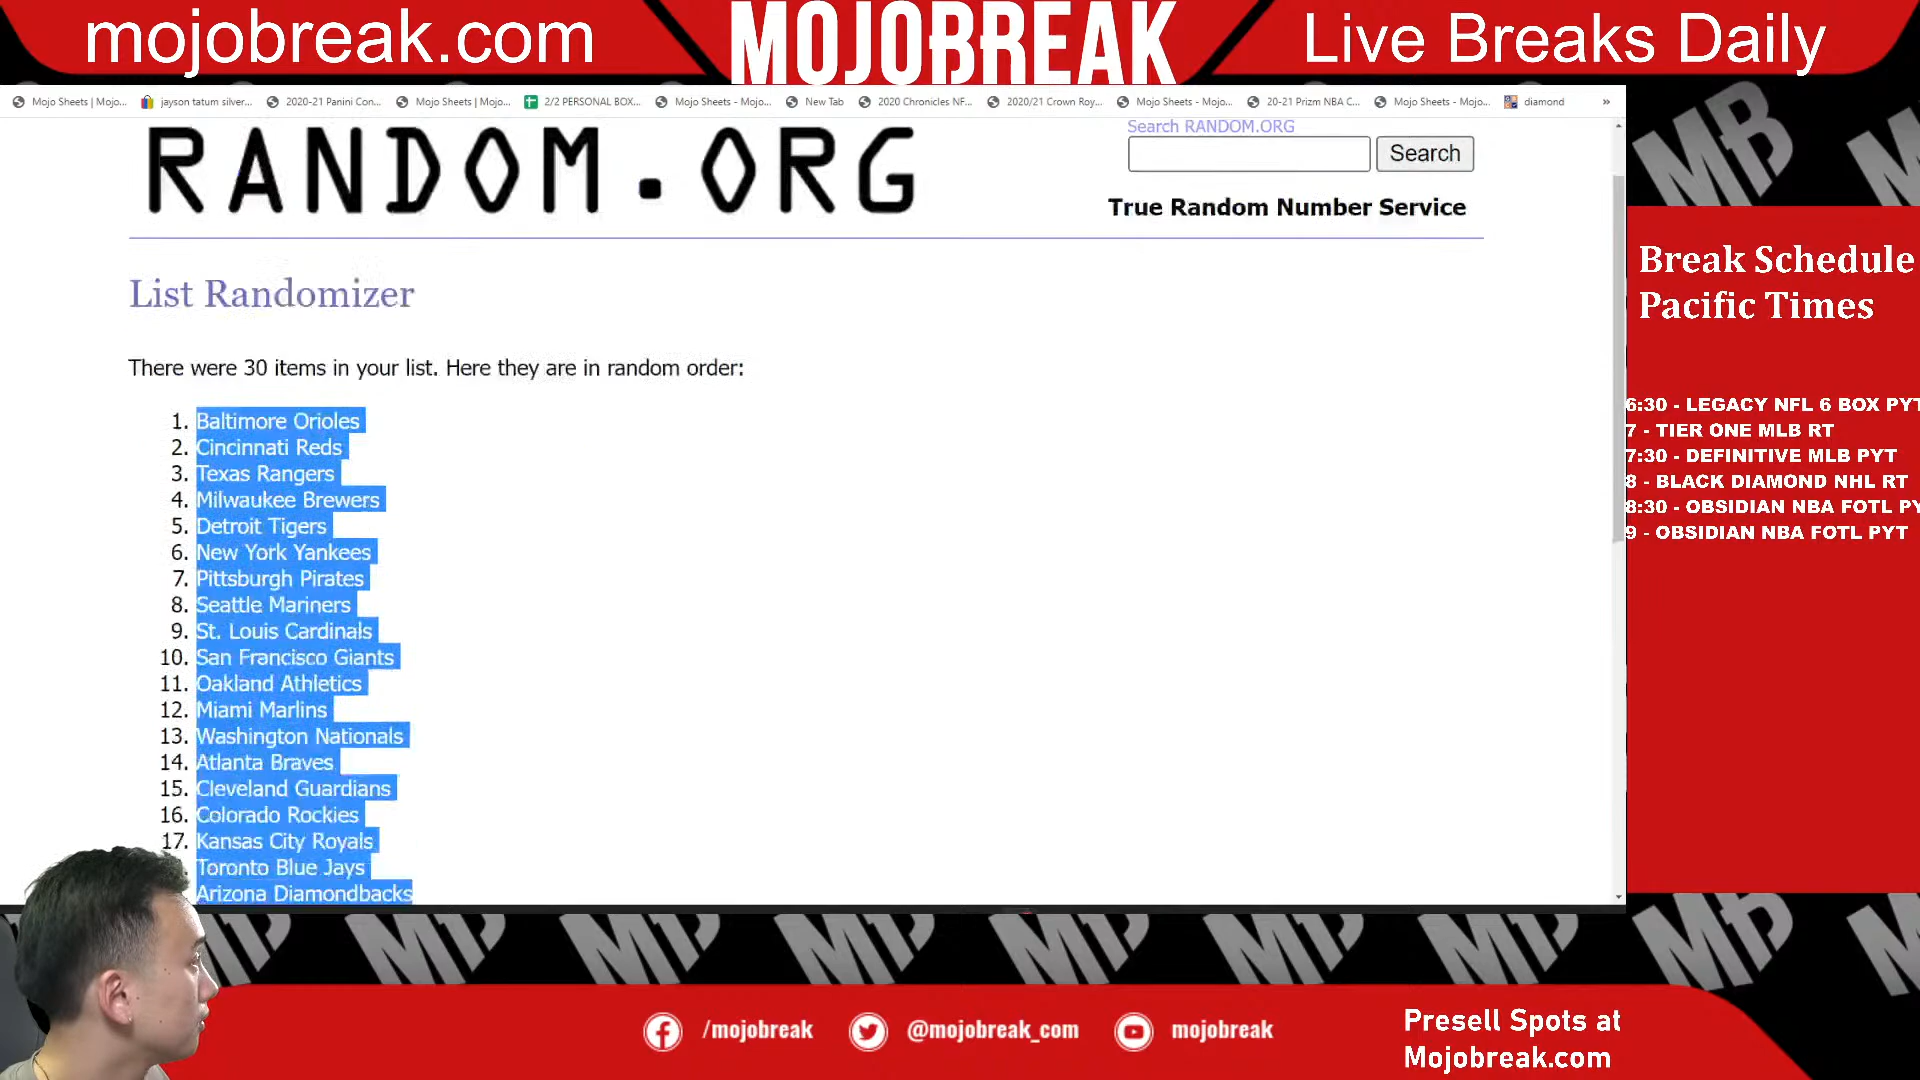 mojobreak.com
MOJOBREAK
Live Breaks Daily
Mojo Sheets | Mojo...
jayson tatum silver...
2020-21 Panini Con...
Mojo Sheets | Mojo...
2/2 PERSONAL BOX...
Mojo Sheets - Mojo...
New Tab
2020 Chronicles NF...
2020/21 Crown Roy...
Mojo Sheets - Mojo...
20-21 Prizm NBA C...
Mojo Sheets - Mojo...
diamond
»
RANDOM.ORG
Search RANDOM.ORG
Search
True Random Number Service
List Randomizer
There were 30 items in your list. Here they are in random order:
1. Baltimore Orioles
2. Cincinnati Reds
3. Texas Rangers
4. Milwaukee Brewers
5. Detroit Tigers
6. New York Yankees
7. Pittsburgh Pirates
8. Seattle Mariners
9. St. Louis Cardinals
10. San Francisco Giants
11. Oakland Athletics
12. Miami Marlins
13. Washington Nationals
14. Atlanta Braves
15. Cleveland Guardians
16. Colorado Rockies
17. Kansas City Royals
Toronto Blue Jays
Arizona Diamondbacks
Break Schedule
Pacific Times
6:30 - LEGACY NFL 6 BOX PYT
7 - TIER ONE MLB RT
7:30 - DEFINITIVE MLB PYT
8 - BLACK DIAMOND NHL RT
8:30 - OBSIDIAN NBA FOTL PY
9 - OBSIDIAN NBA FOTL PYT
/mojobreak
@mojobreak_com
mojobreak
Presell Spots at
Mojobreak.com